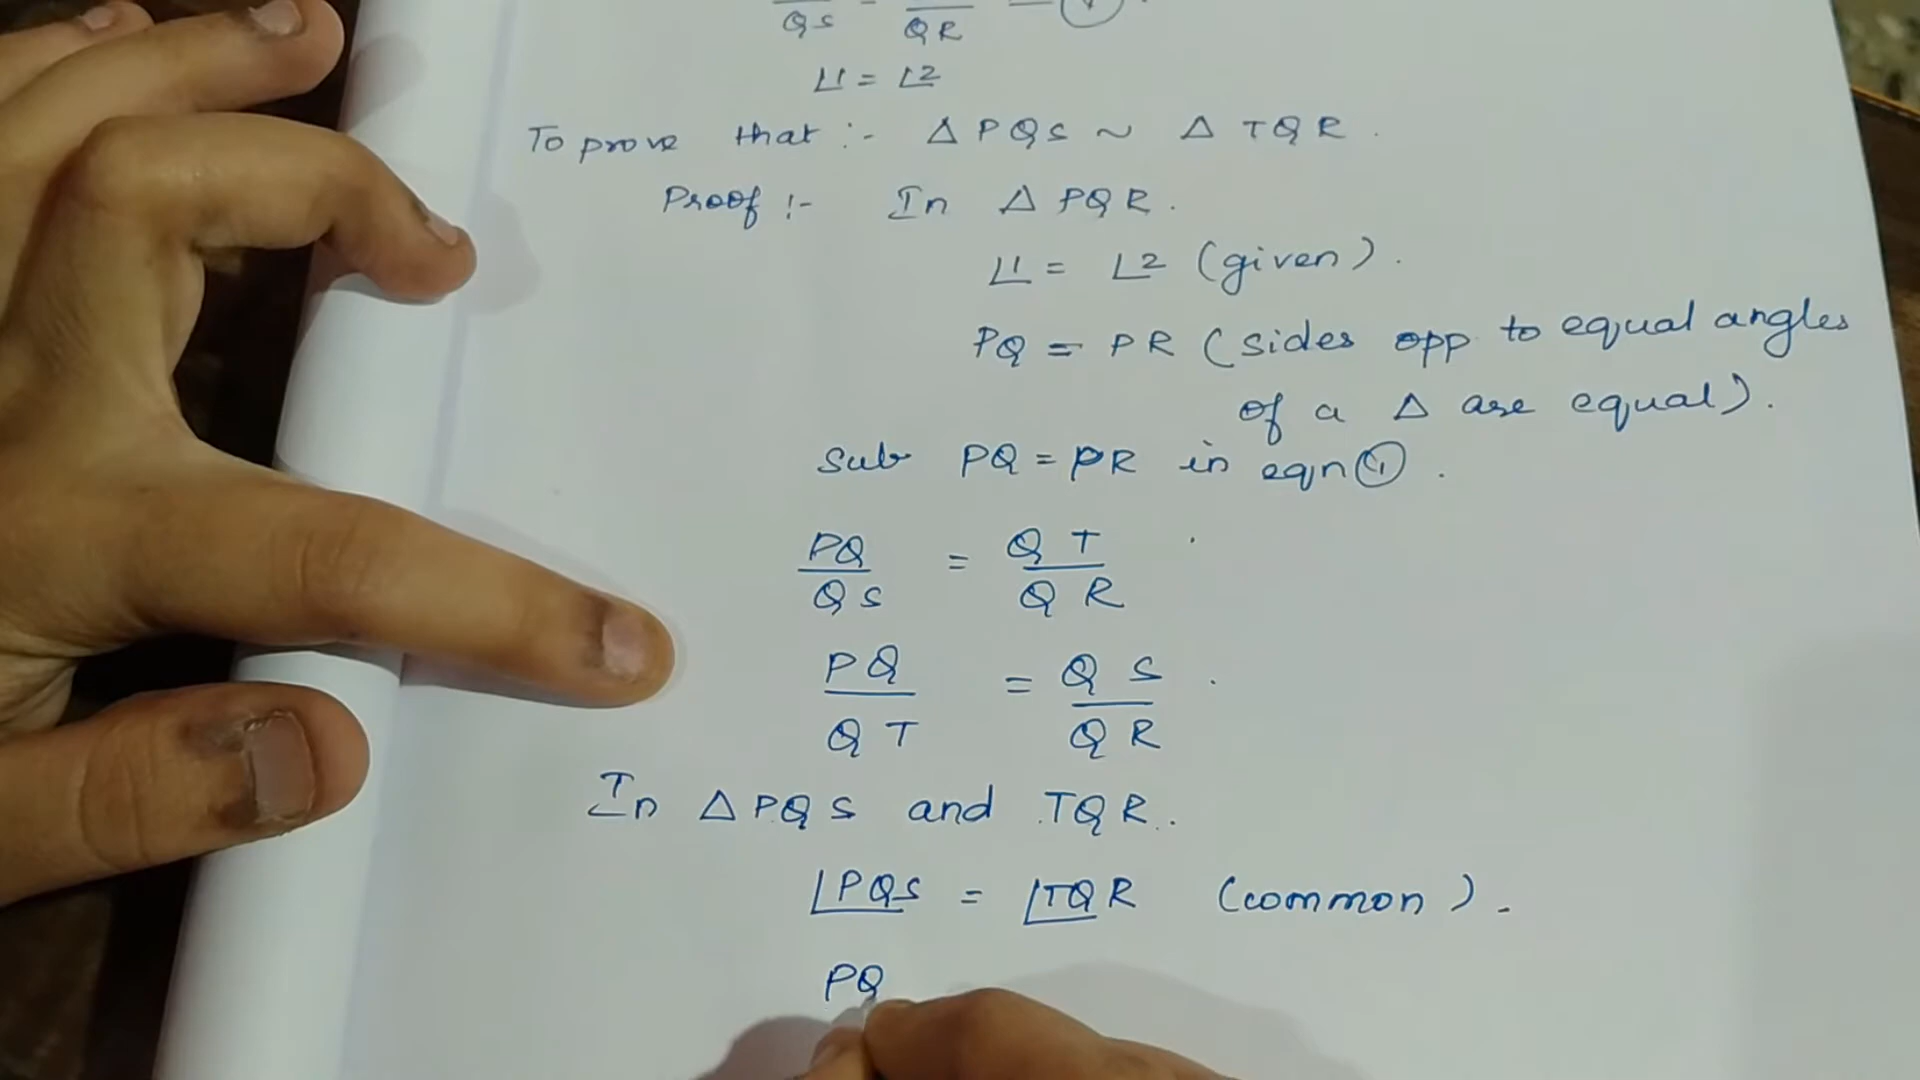 QS QR
∠1 = ∠2
To prove that :- Δ PQS ~ Δ TQR.
Proof :- In Δ PQR.
∠1 = ∠2 (given).
PQ = PR (sides opp to equal angles
of a Δ are equal).
Sub PQ = PR in eqn ①.
PQ/QS = QT/QR.
PQ/QT = QS/QR.
In Δ PQS and TQR.
∠PQS = ∠TQR (common).
PQ